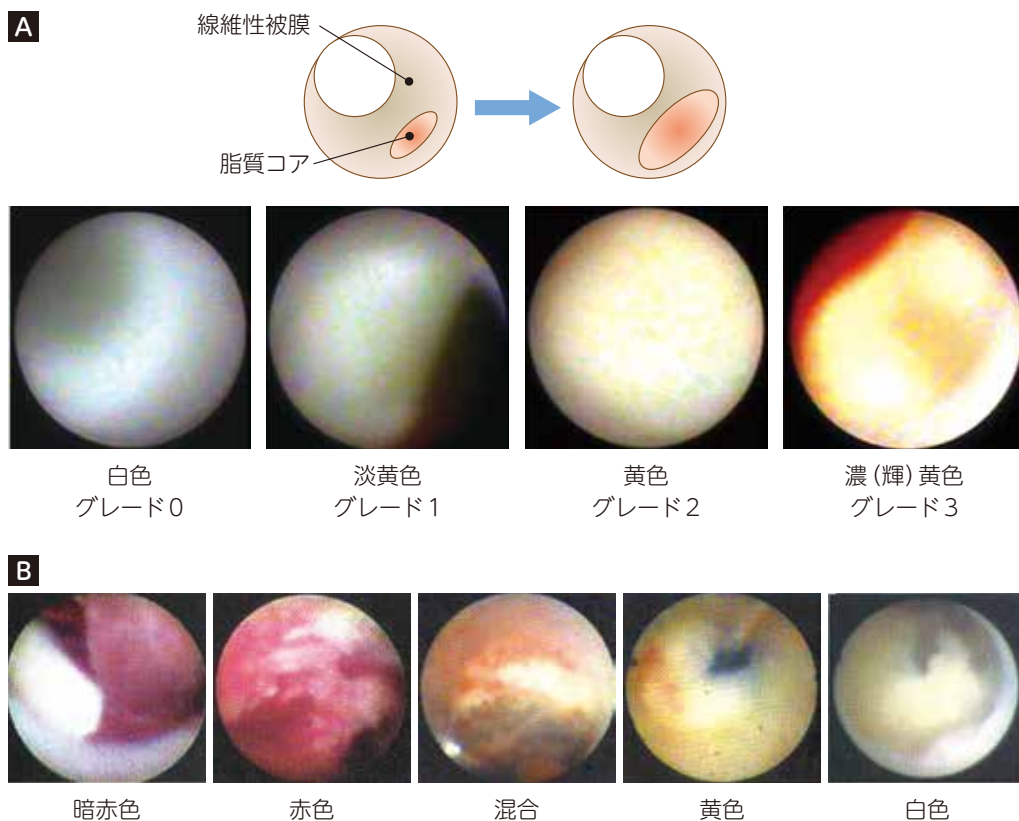 A
線維性被膜
脂質コア
白色
グレード0
淡黄色
グレード1
黄色
グレード2
濃(輝)黄色
グレード3
B
暗赤色
赤色
混合
黄色
白色